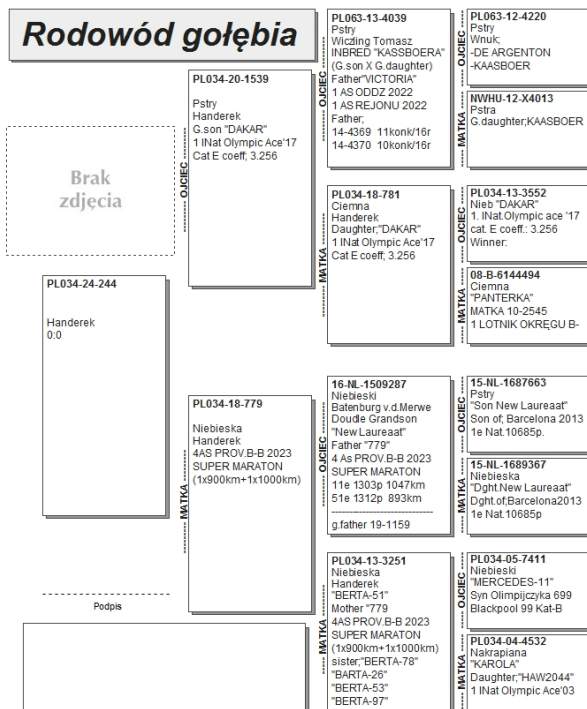 Rodowód gołębia
Brak
zdjęcia
PL034-24-244
Handerek
0:0
Podpis
OJCIEC
PL034-20-1539
Pstry
Handerek
G.son "DAKAR"
1 INat Olympic Ace'17
Cat E coeff; 3.256
MATKA
PL034-18-779
Niebieska
Handerek
4AS PROV.B-B 2023
SUPER MARATON
(1x900km+1x1000km)
OJCIEC
PL063-13-4039
Pstry
Wiczling Tomasz
INBRED "KASSBOERA"
(G.son X G.daughter)
Father"VICTORIA"
1 AS ODDZ 2022
1 AS REJONU 2022
Father;
14-4369 11konk/16r
14-4370 10konk/16r
MATKA
PL034-18-781
Ciemna
Handerek
Daughter;"DAKAR"
1 INat Olympic Ace'17
Cat E coeff; 3.256
OJCIEC
16-NL-1509287
Niebieski
Batenburg v.d.Merwe
Doudle Grandson
"New Laureaat"
Father "779"
4 As PROV.B-B 2023
SUPER MARATON
11e 1303p 1047km
51e 1312p 893km
--------------------------------
g.father 19-1159
MATKA
PL034-13-3251
Niebieska
Handerek
"BERTA-51"
Mother "779
4AS PROV.B-B 2023
SUPER MARATON
(1x900km+1x1000km)
sister;"BERTA-78"
"BARTA-26"
"BERTA-53"
"BERTA-97"
OJCIEC
PL063-12-4220
Pstry
Wnuk;
-DE ARGENTON
-KAASBOER
MATKA
NWHU-12-X4013
Pstra
G.daughter;KAASBOER
OJCIEC
PL034-13-3552
Nieb "DAKAR"
1. INat.Olympic ace '17
cat. E coeff.: 3.256
Winner:
MATKA
08-B-6144494
Ciemna
"PANTERKA"
MATKA 10-2545
1 LOTNIK OKRĘGU B-
OJCIEC
15-NL-1687663
Pstry
"Son New Laureaat"
Son of; Barcelona 2013
1e Nat.10685p.
MATKA
15-NL-1689367
Niebieska
"Dght.New Laureaat"
Dght.of;Barcelona2013
1e Nat.10685p
OJCIEC
PL034-05-7411
Niebieski
"MERCEDES-11"
Syn Olimpijczyka 699
Blackpool 99 Kat-B
MATKA
PL034-04-4532
Nakrapiana
"KAROLA"
Daughter;"HAW2044"
1 INat Olympic Ace'03